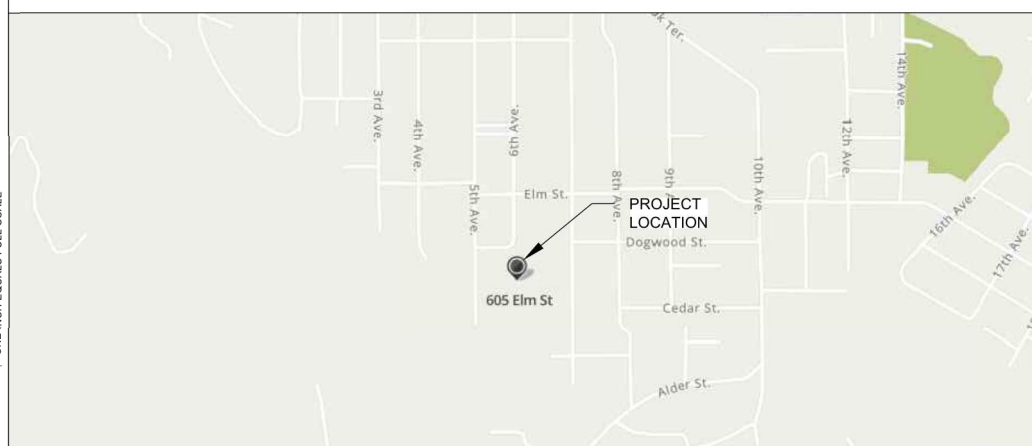 14th Ave.
3rd Ave.
4th Ave.
6th Ave.
12th Ave.
10th Ave.
8th Ave.
9th
5th Ave.
Elm St.
PROJECT
LOCATION
16th Ave.
17th Ave.
Dogwood St.
605 Elm St
Cedar St.
Alder St.
Ter.